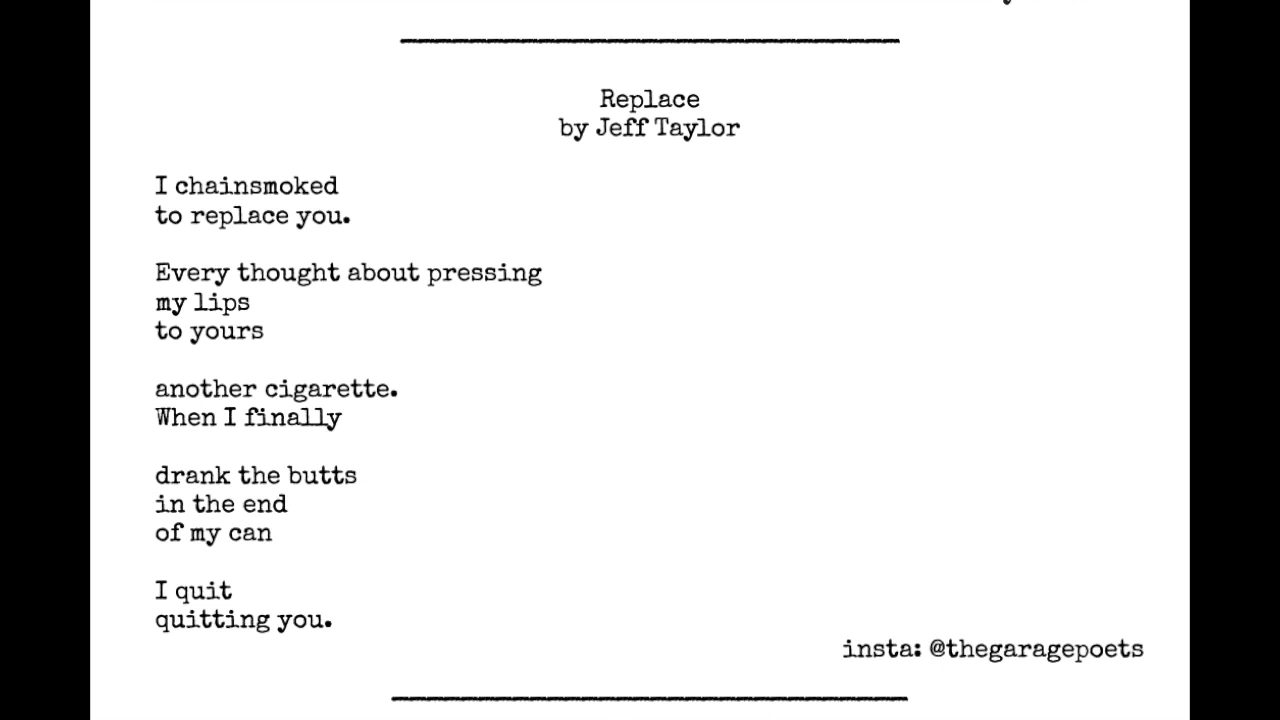 Replace
by Jeff Taylor
I chainsmoked
to replace you.
Every thought about pressing
my lips
to yours
another cigarette.
When I finally
drank the butts
in the end
of my can
I quit
quitting you.
insta: @thegaragepoets